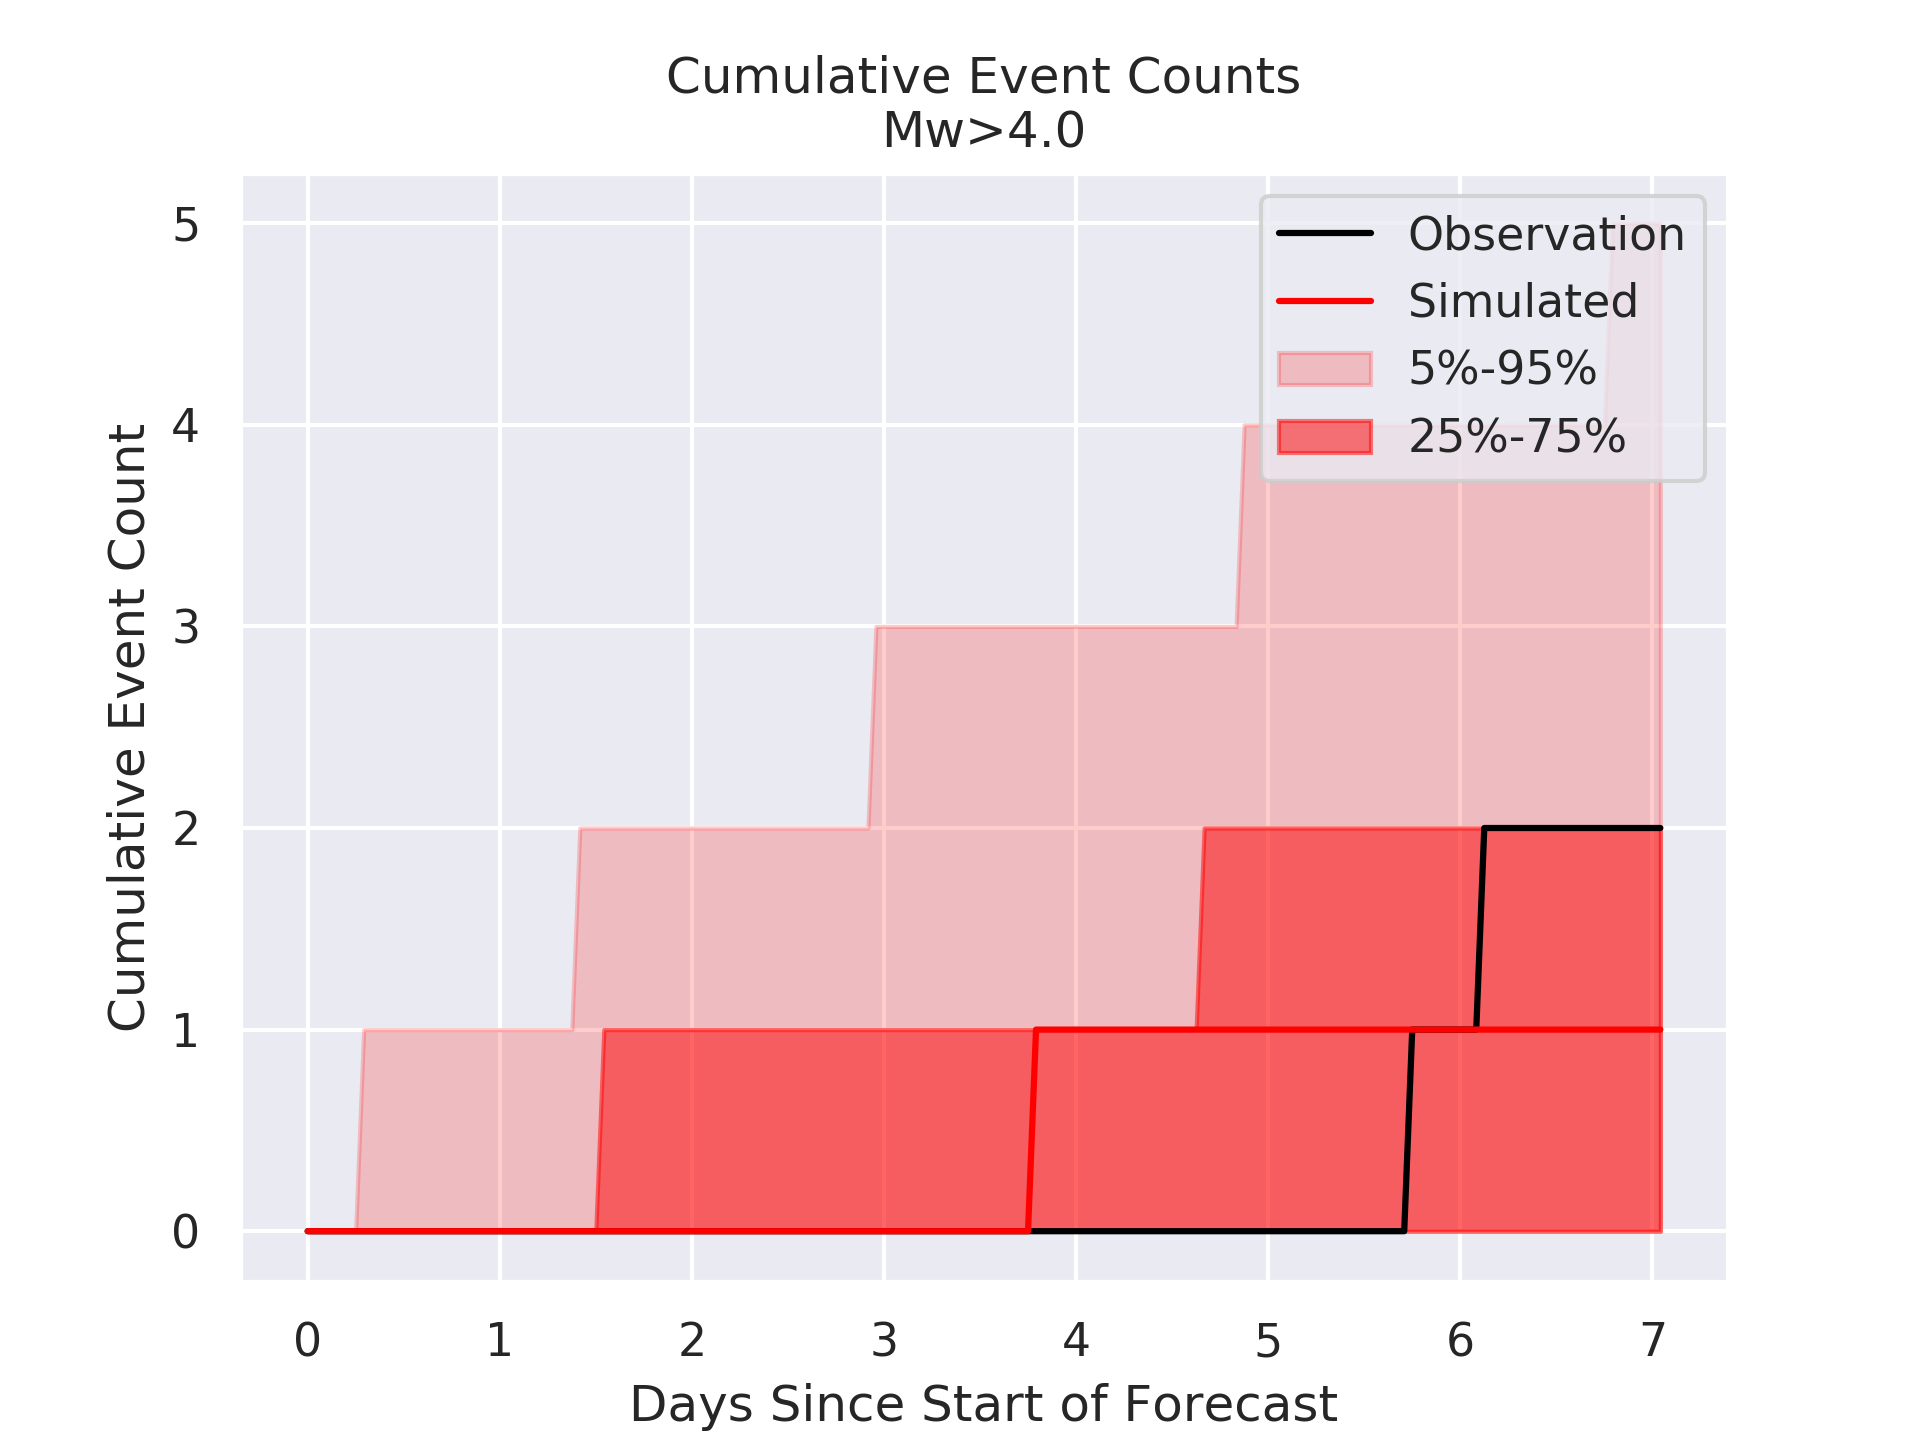 Cumulative Event Counts
Mw>4.0
Cumulative Event Count
5
4
3
2
1
0
Observation
Simulated
5%-95%
25%-75%
0 1 2 3 4 5 6 7
Days Since Start of Forecast